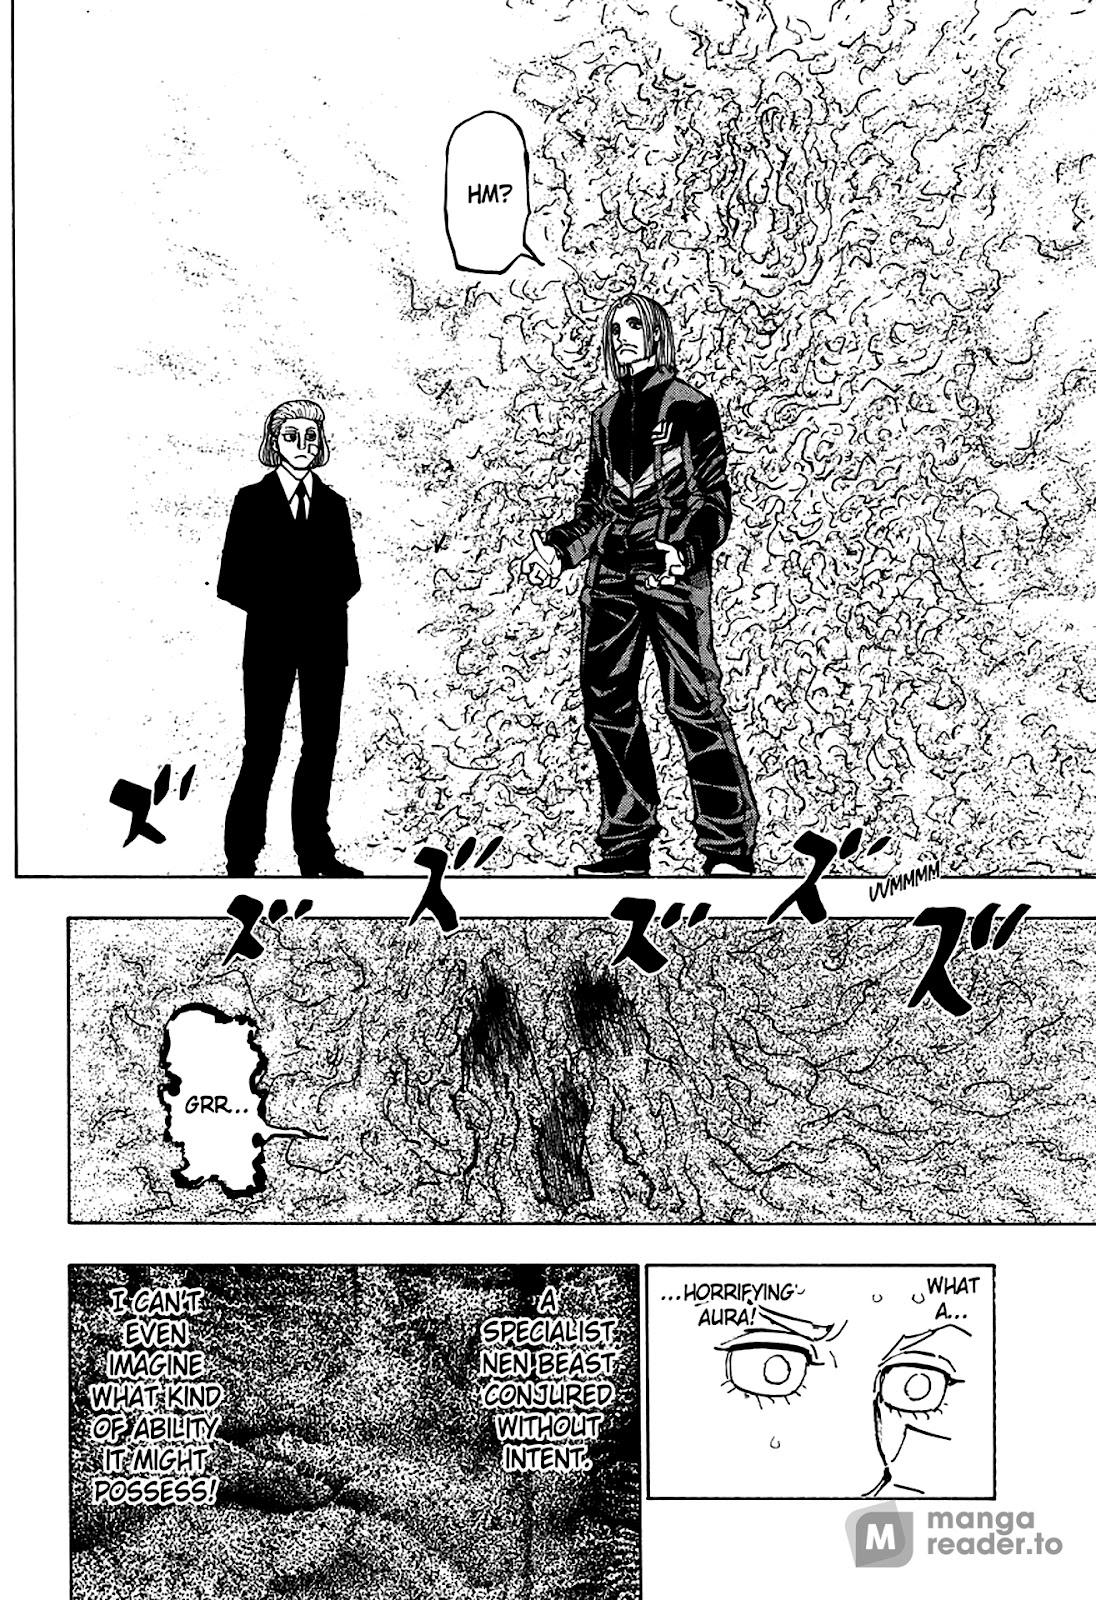 HM?
ズ
ズ
ズ
ズ
ズ
ズ
VVMMMM
GRR..
WHAT
A...
...HORRIFYING
AURA!
A
SPECIALIST
NEN BEAST
CONJURED
WITHOUT
INTENT.
I CAN'T
EVEN
IMAGINE
WHAT KIND
OF ABILITY
IT MIGHT
POSSESS!
M
manga
reader.to